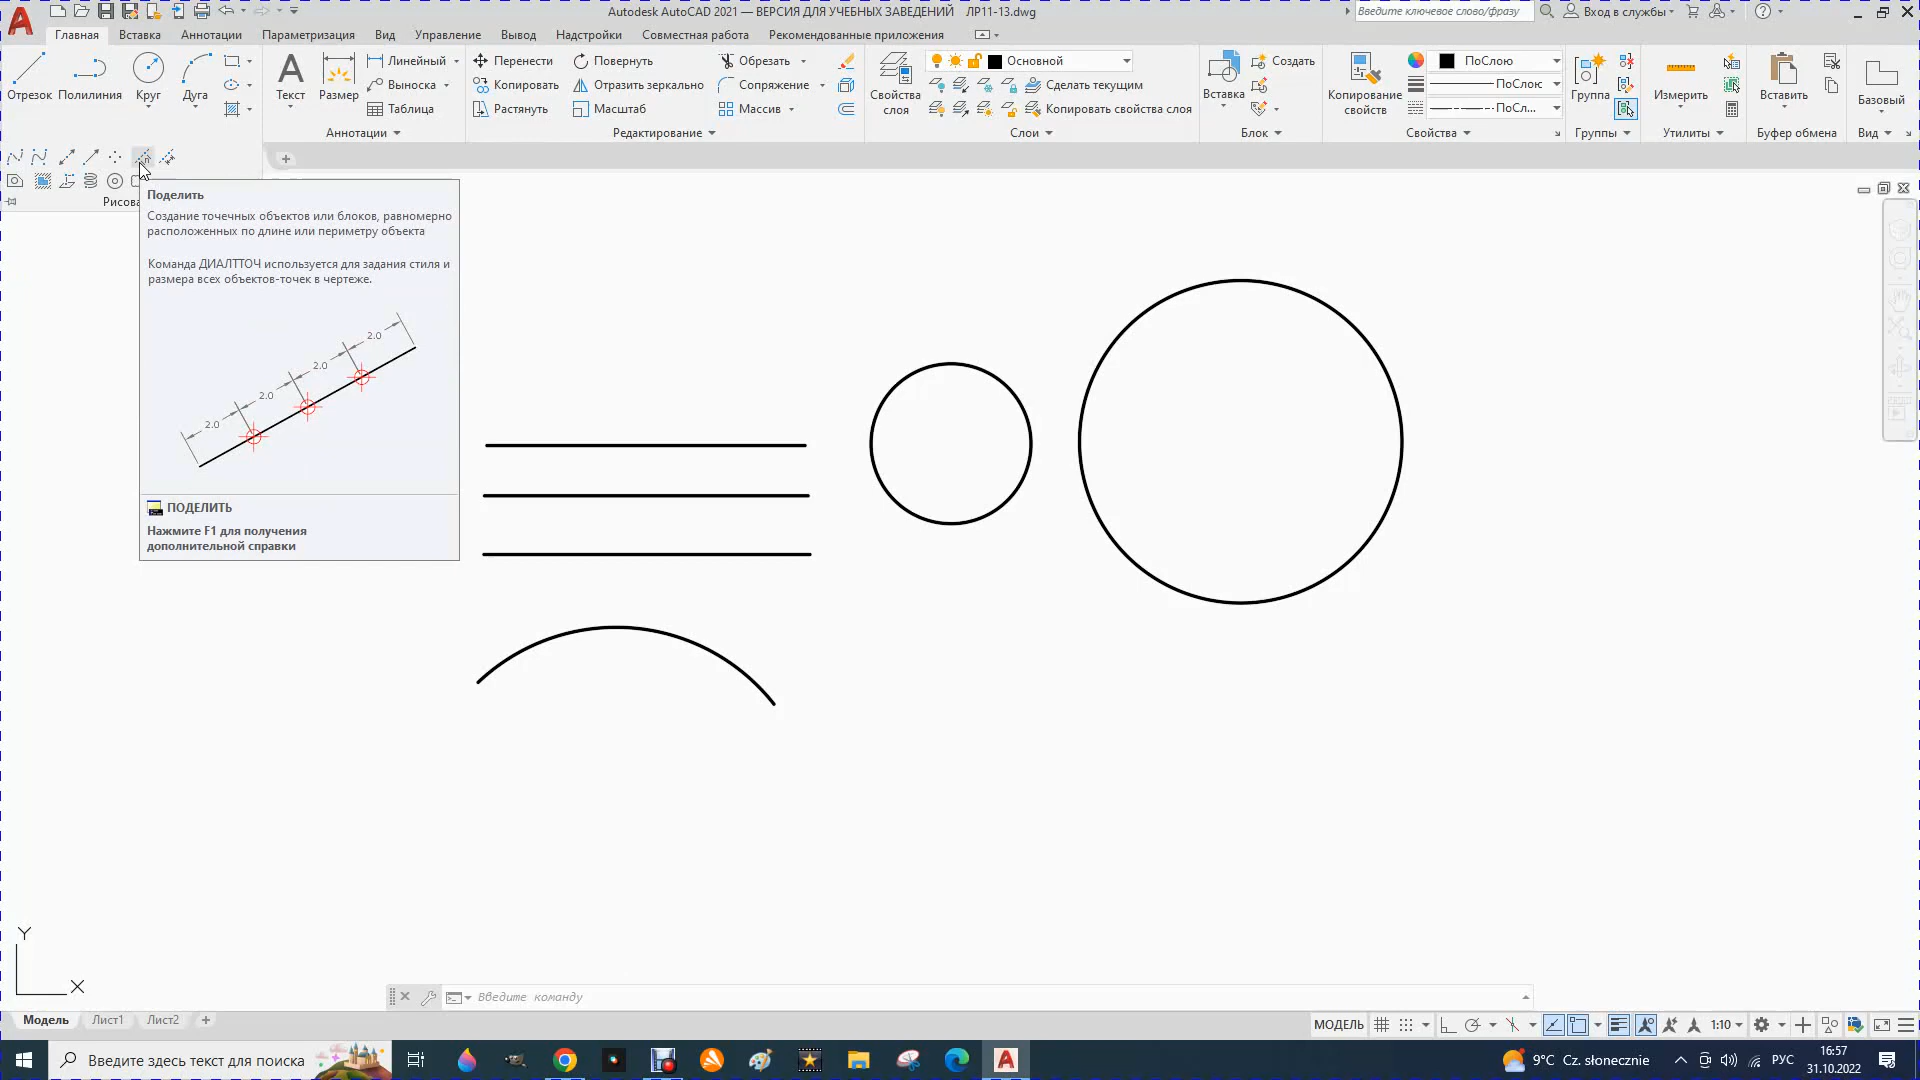 Autodesk AutoCAD 2021 — ВЕРСИЯ ДЛЯ УЧЕБНЫХ ЗАВЕДЕНИЙ ЛР11-13.dwg
Введите ключевое слово/фразу
Вход в службы
Главная
Вставка
Аннотации
Параметризация
Вид
Управление
Вывод
Надстройки
Совместная работа
Рекомендованные приложения
Отрезок
Полилиния
Круг
Дуга
Текст
Размер
Линейный
Выноска
Таблица
Аннотации
Перенести
Повернуть
Обрезать
Копировать
Отразить зеркально
Сопряжение
Растянуть
Масштаб
Массив
Редактирование
Свойства слоя
Основной
Сделать текущим
Копировать свойства слоя
Слои
Вставка
Создать
Блок
Копирование свойств
ПоСлою
ПоСлою
ПоСл...
Свойства
Группа
Группы
Измерить
Утилиты
Вставить
Буфер обмена
Базовый
Вид
Рисова
Поделить
Создание точечных объектов или блоков, равномерно
расположенных по длине или периметру объекта
Команда ДИАЛТТОЧ используется для задания стиля и
размера всех объектов-точек в чертеже.
2.0
2.0
2.0
2.0
ПОДЕЛИТЬ
Нажмите F1 для получения
дополнительной справки
Y
X
Введите команду
Модель
Лист1
Лист2
МОДЕЛЬ
1:10
Введите здесь текст для поиска
9°C Cz. słonecznie
РУС
16:57
31.10.2022